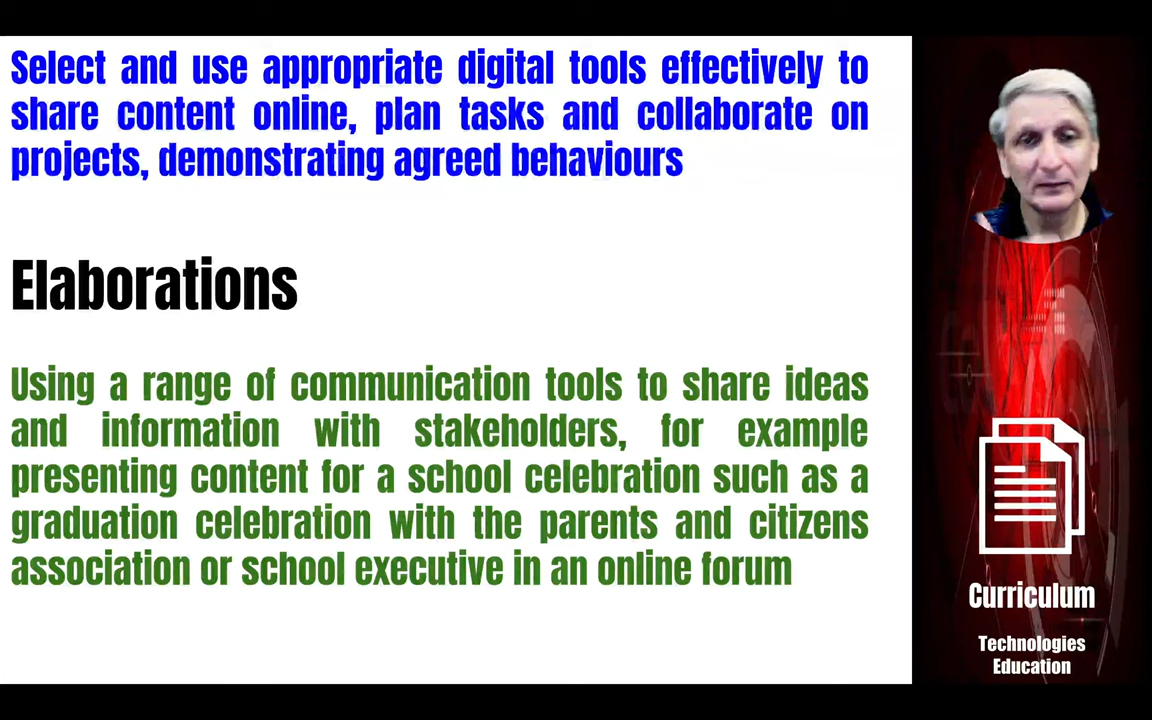 Select and use appropriate digital tools effectively to
share content online, plan tasks and collaborate on
projects, demonstrating agreed behaviours
Elaborations
Using a range of communication tools to share ideas
and information with stakeholders, for example
presenting content for a school celebration such as a
graduation celebration with the parents and citizens
association or school executive in an online forum
Curriculum
Technologies
Education